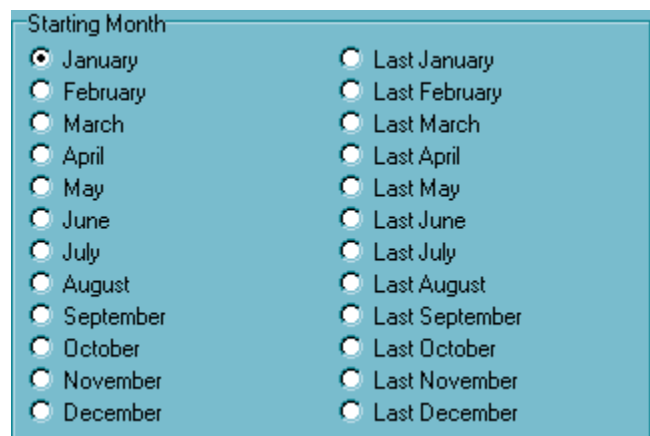 Starting Month
January
Last January
February
Last February
March
Last March
April
Last April
May
Last May
June
Last June
July
Last July
August
Last August
September
Last September
October
Last October
November
Last November
December
Last December